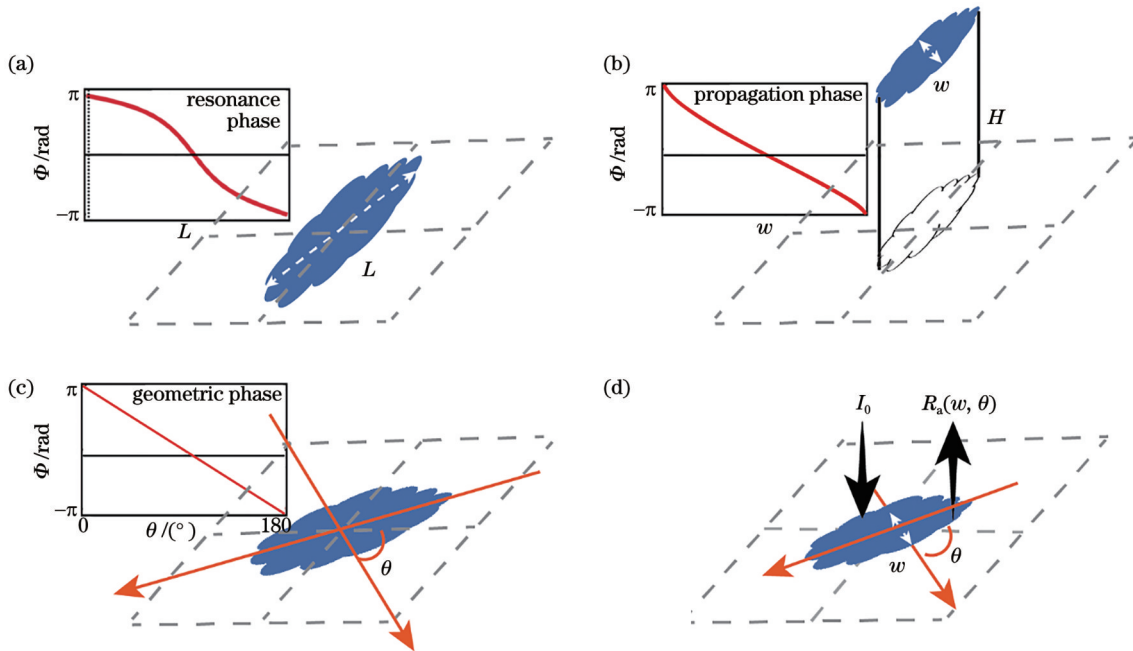 (a)
π
resonance
phase
Φ/rad
−π
L
L
(b)
π
propagation phase
Φ/rad
−π
w
w
H
(c)
π
geometric phase
Φ/rad
−π
0
θ/(°)
180
θ
(d)
I₀
Rₐ(w, θ)
w
θ